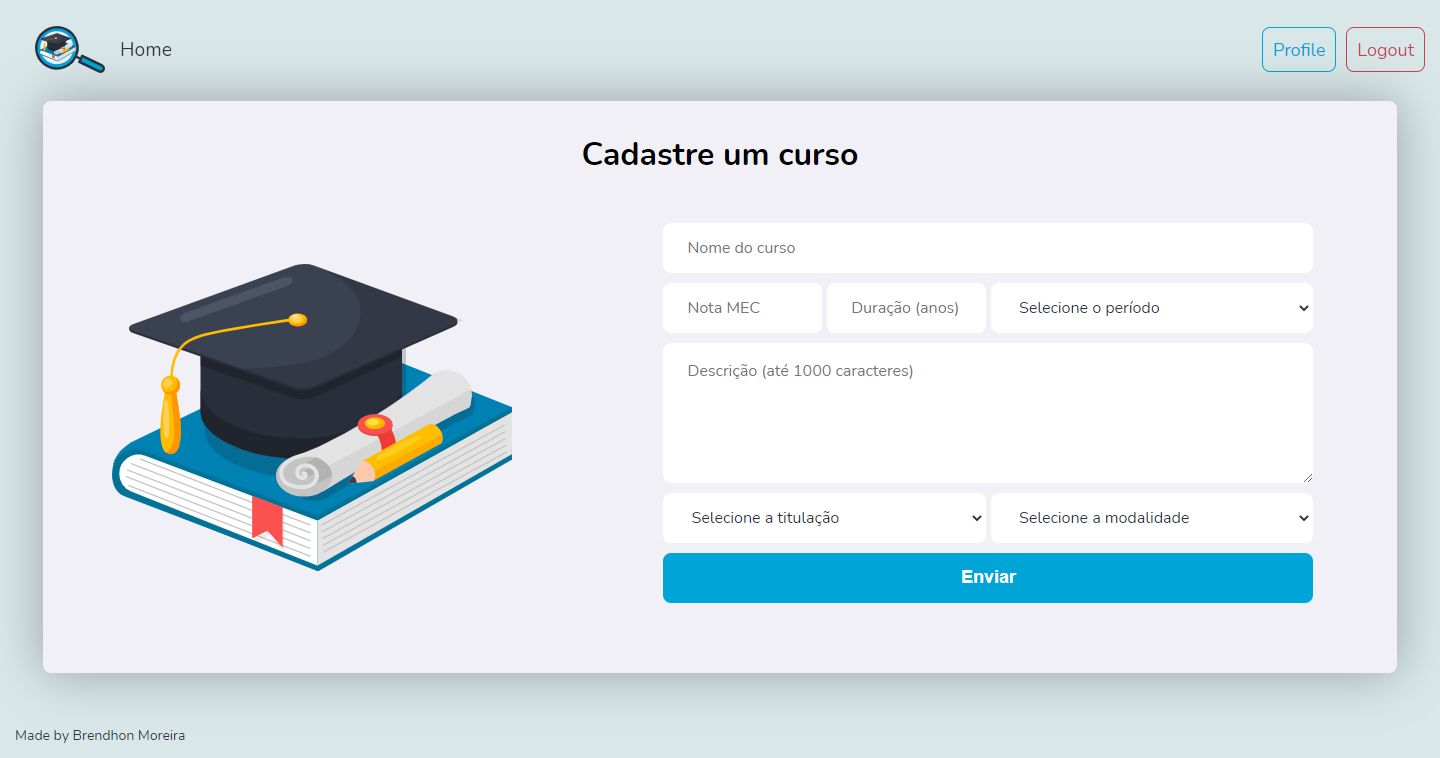 Home
Profile
Logout
Cadastre um curso
Nome do curso
Nota MEC
Duração (anos)
Selecione o período
Descrição (até 1000 caracteres)
Selecione a titulação
Selecione a modalidade
Enviar
Made by Brendhon Moreira